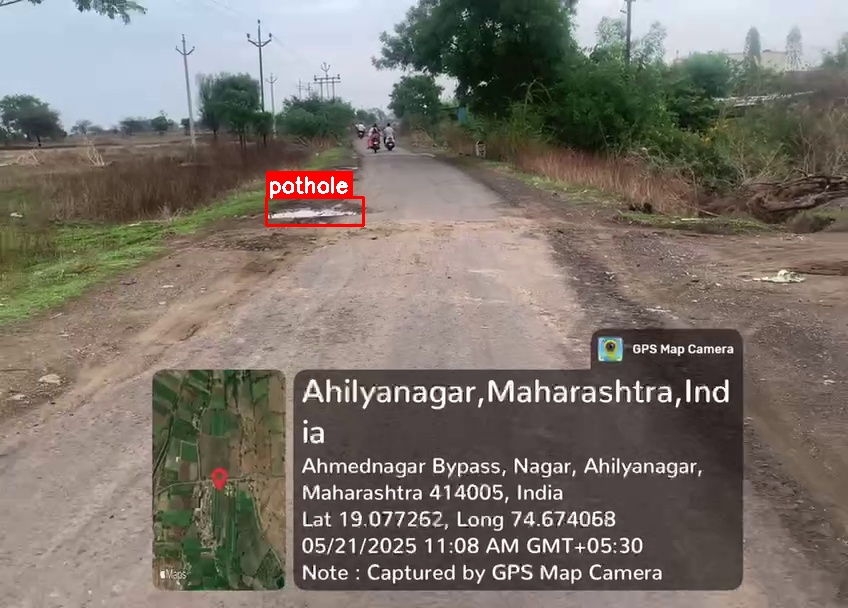 pothole
GPS Map Camera
Ahilyanagar,Maharashtra,Ind
ia
Ahmednagar Bypass, Nagar, Ahilyanagar,
Maharashtra 414005, India
Lat 19.077262, Long 74.674068
05/21/2025 11:08 AM GMT+05:30
Note : Captured by GPS Map Camera
Maps